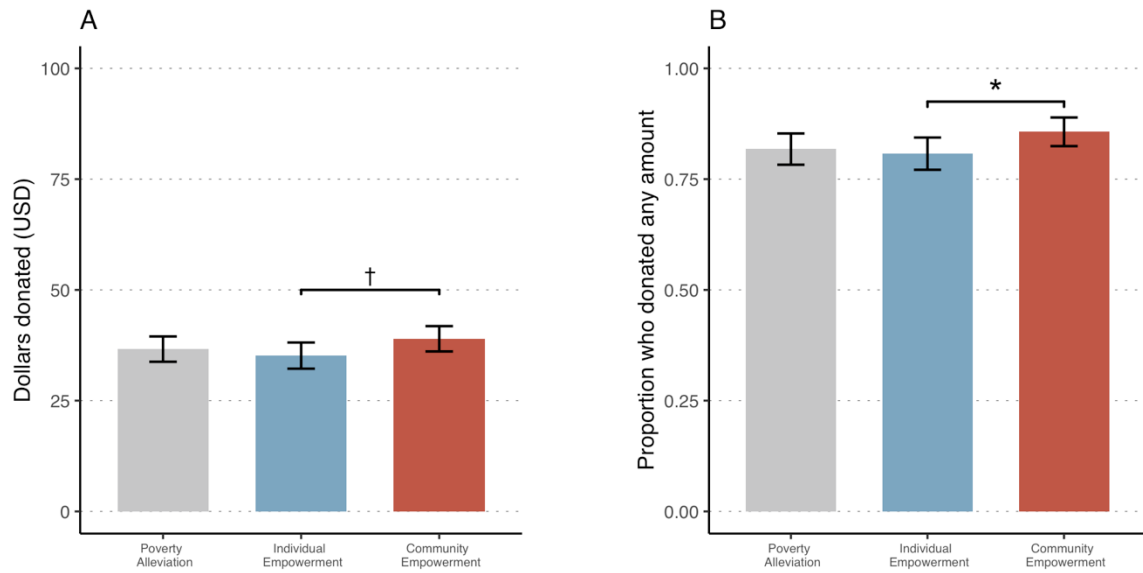 A
Dollars donated (USD)
100
75
50
25
0
†
Poverty
Alleviation
Individual
Empowerment
Community
Empowerment
B
Proportion who donated any amount
1.00
0.75
0.50
0.25
0.00
*
Poverty
Alleviation
Individual
Empowerment
Community
Empowerment